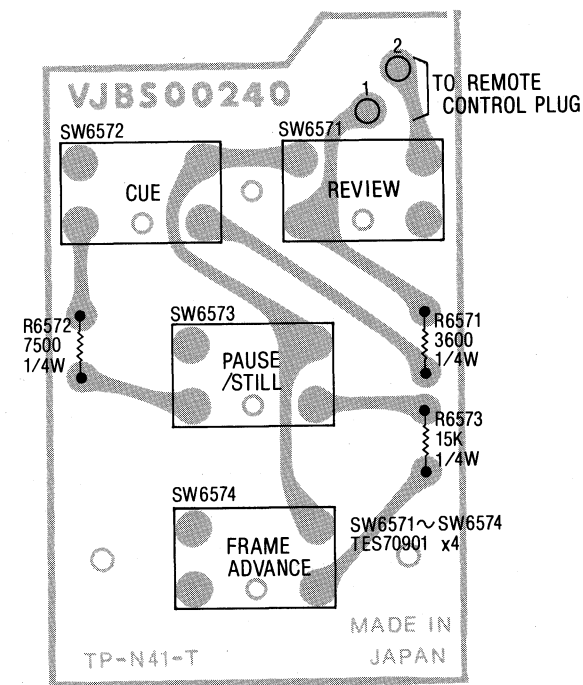 2
1
TO REMOTE
CONTROL PLUG
VJBS00240
SW6572
SW6571
CUE
REVIEW
SW6573
R6572
7500
1/4W
R6571
3600
1/4W
PAUSE
/STILL
R6573
15K
1/4W
SW6574
SW6571~SW6574
TES70901 x4
FRAME
ADVANCE
MADE IN
JAPAN
TP-N41-T